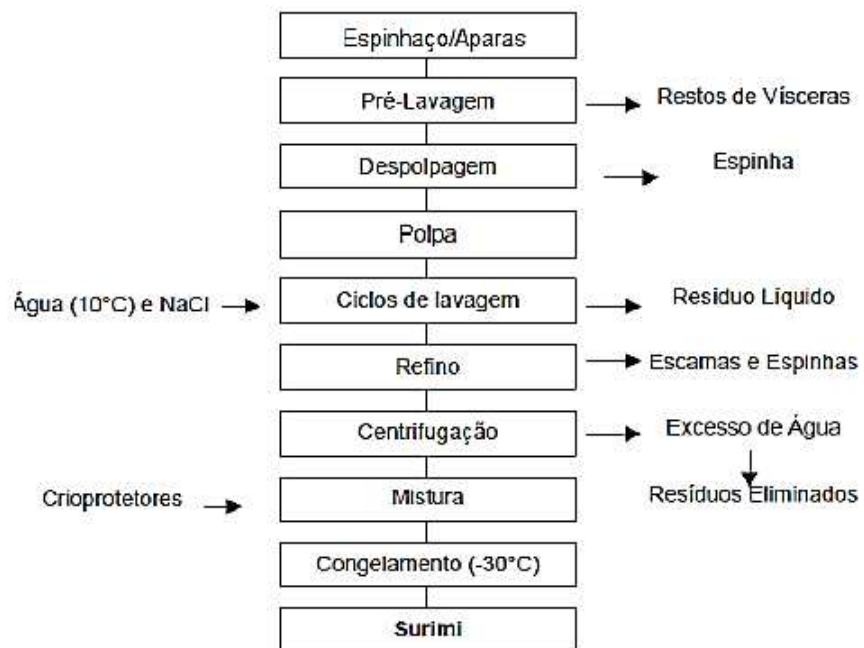 Espinhaço/Aparas
Pré-Lavagem
Restos de Vísceras
Despolpagem
Espinha
Polpa
Água (10°C) e NaCl
Ciclos de lavagem
Resíduo Líquido
Refino
Escamas e Espinhas
Centrifugação
Excesso de Água
Crioprotetores
Mistura
Resíduos Eliminados
Congelamento (-30°C)
Surimi